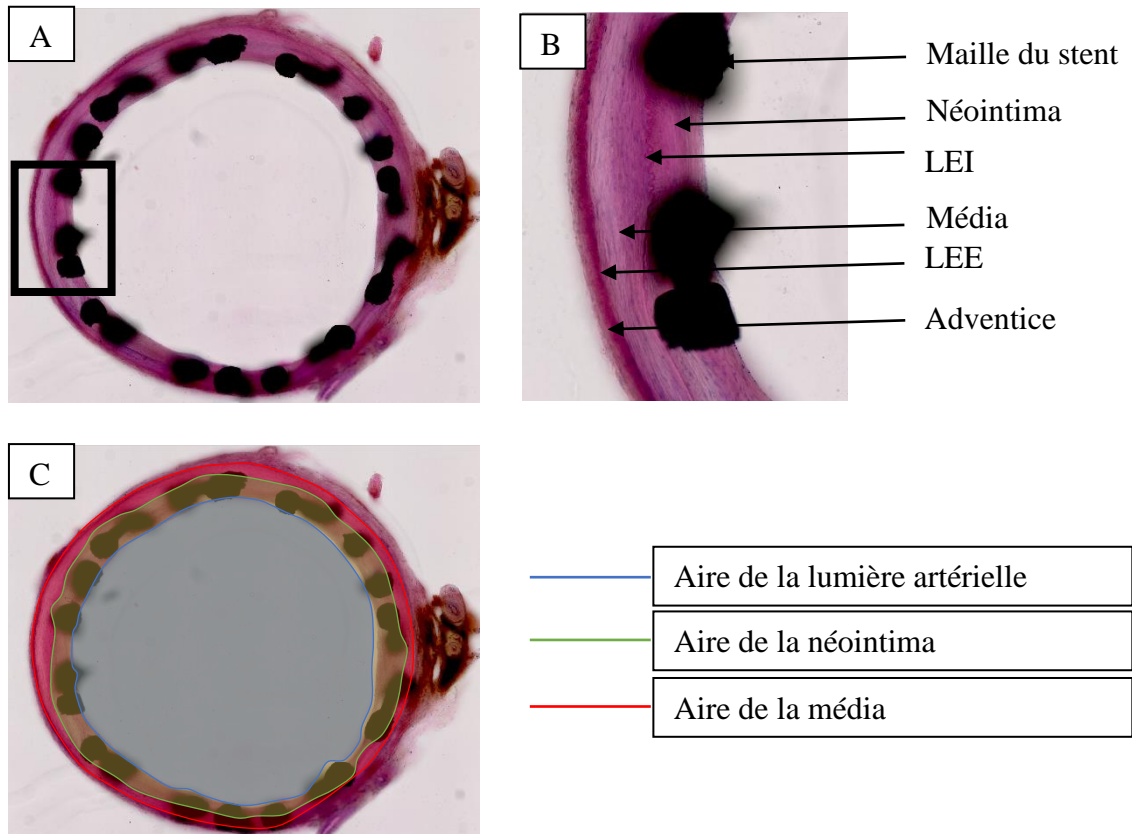 A
B
Maille du stent
Néointima
LEI
Média
LEE
Adventice
C
Aire de la lumière artérielle
Aire de la néointima
Aire de la média